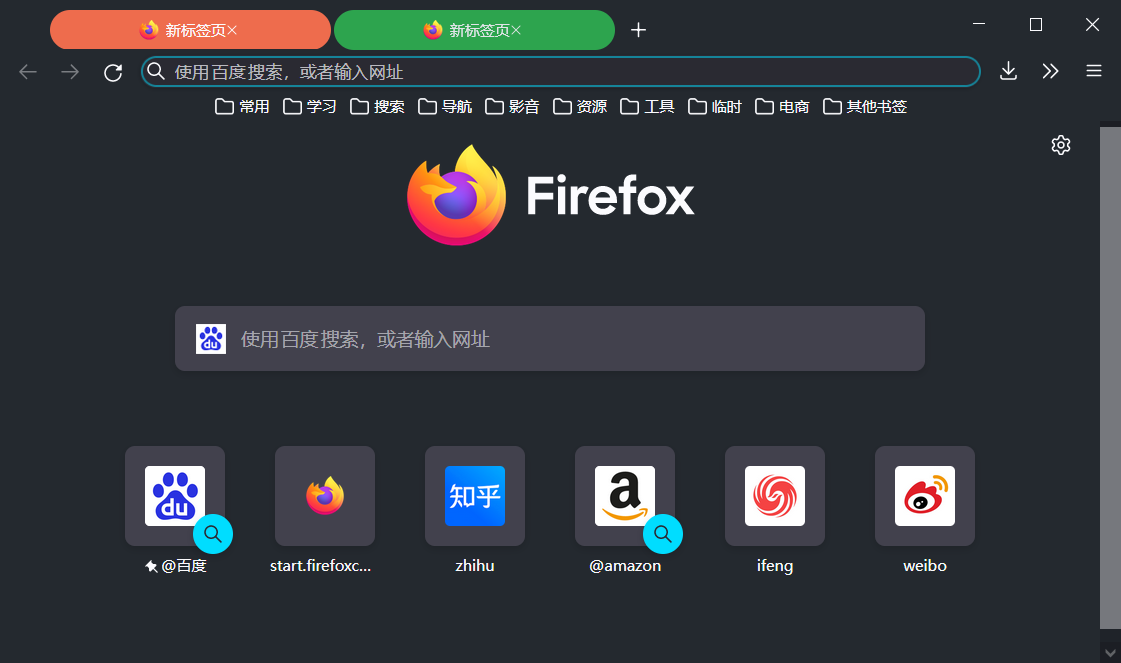 新标签页 新标签页
使用百度搜索，或者输入网址
常用 学习 搜索 导航 影音 资源 工具 临时 电商 其他书签
Firefox
du 使用百度搜索，或者输入网址
du 知乎 a
@百度 start.firefoxc... zhihu @amazon ifeng weibo